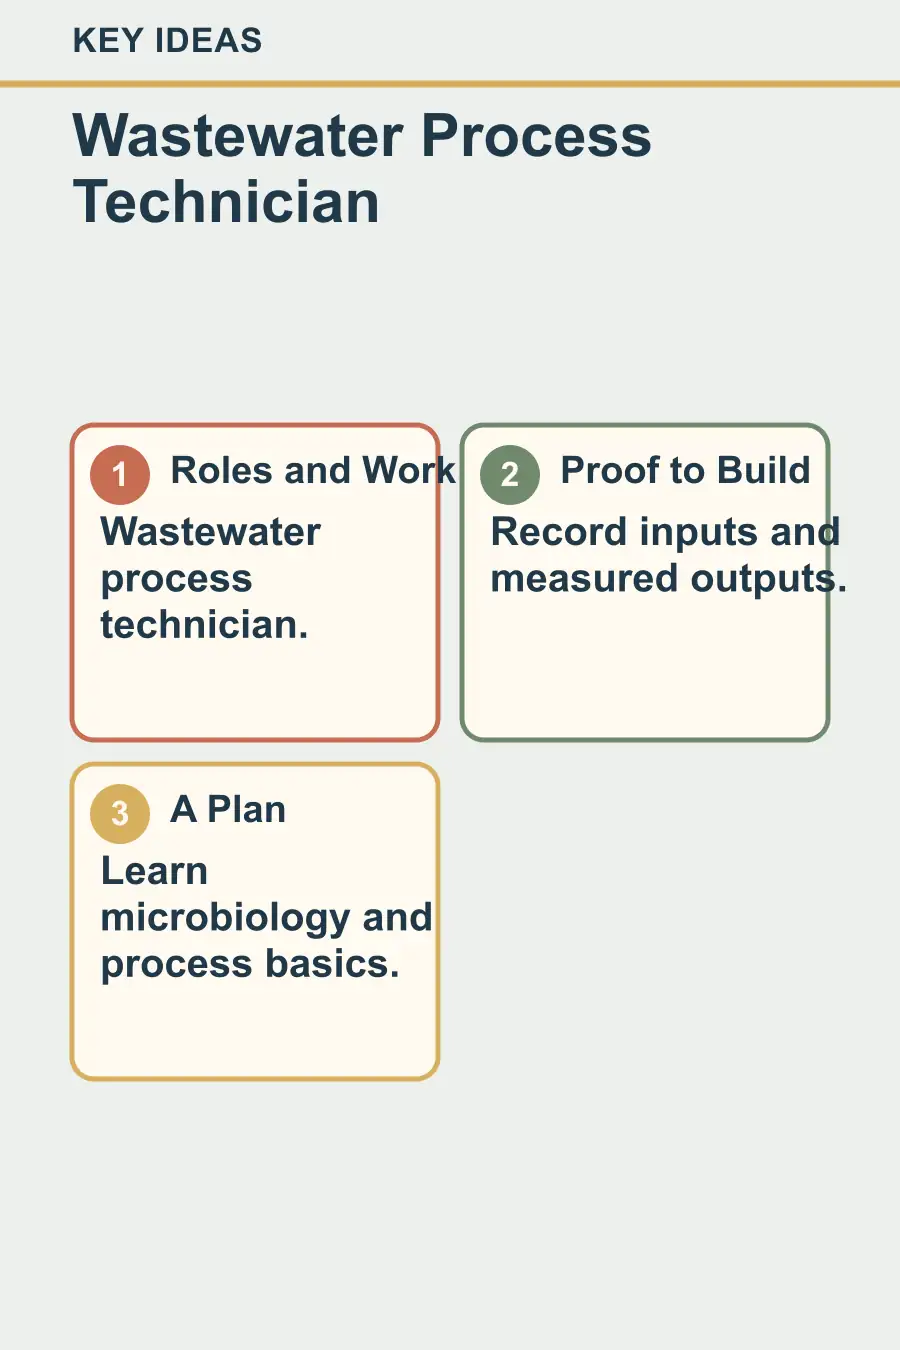 KEY IDEAS
Wastewater Process
Technician
1
Roles and Work
Wastewater
process
technician.
2
Proof to Build
Record inputs and
measured outputs.
3
A Plan
Learn
microbiology and
process basics.